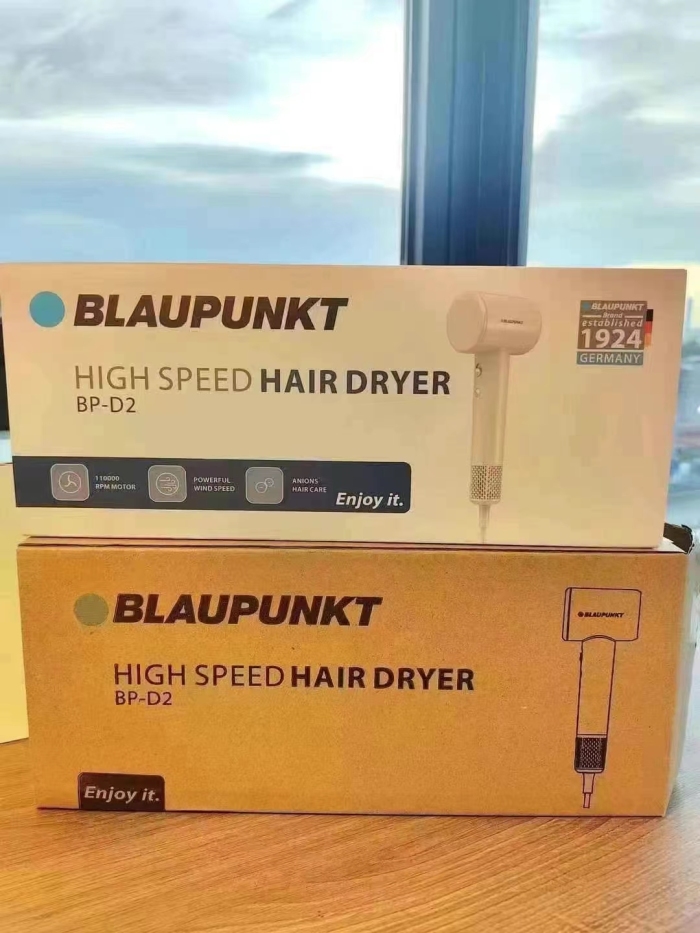 BLAUPUNKT
HIGH SPEED HAIR DRYER
BP-D2
110000
RPM MOTOR
POWERFUL
WIND SPEED
ANIONS
HAIR CARE
Enjoy it.
BLAUPUNKT
BLAUPUNKT
Brand
established
1924
GERMANY
BLAUPUNKT
HIGH SPEED HAIR DRYER
BP-D2
Enjoy it.
BLAUPUNKT